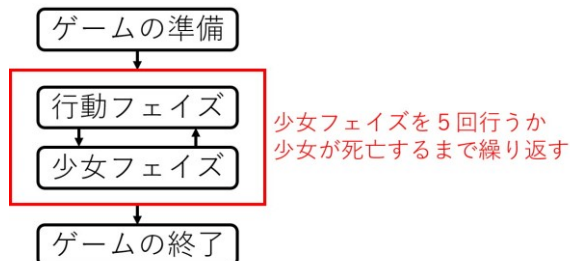 ゲームの準備
行動フェイズ
少女フェイズ
少女フェイズを５回行うか
少女が死亡するまで繰り返す
ゲームの終了